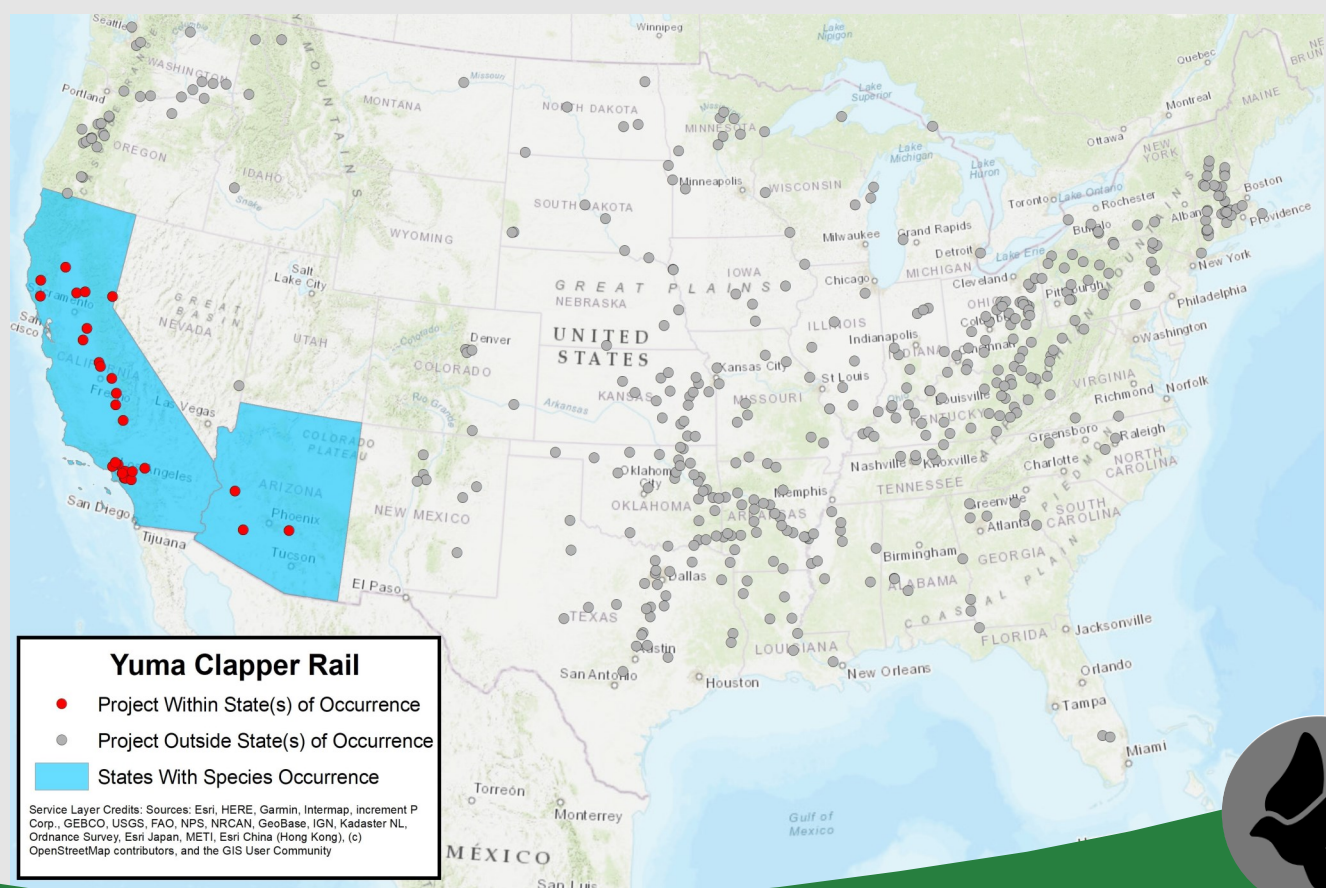 Seattle
Winnipeg
Lake
Nipigon
Quebec
NE
BRUN
WASHINGTON
Portland
Missouri
MONTANA
NORTH DAKOTA
MINNESOTA
Lake
Superior
Montreal
MAINE
Ottawa
OREGON
IDAHO
Snake
MOUNTAINS
Minneapolis
WISCONSIN
Lake
Michigan
Lake
Huron
NEW
YORK
Toronto
Lake Ontario
Rochester
Boston
Providence
SOUTH DAKOTA
WYOMING
Milwaukee
Grand Rapids
Detroit
Lake Erie
Buffalo
MICHIGAN
Salt
Lake City
Chicago
Cleveland
New York
GREAT PLAINS
IOWA
NEBRASKA
Pittsburgh
Philadelphia
Sacramento
GREAT
BASIN
NEVADA
UTAH
Denver
Colorado
COLORADO
UNITED
STATES
ILLINOIS
Indianapolis
Washington
CALIFORNIA
Las Vegas
Rio Grande
Arkansas
KANSAS
Kansas City
MISSOURI
St Louis
Louisville
KENTUCKY
VIRGINIA
Richmond
Norfolk
COLORADO
PLATEAU
Greensboro
Raleigh
Nashville
Knoxville
Charlotte
NORTH
CAROLINA
ARIZONA
Phoenix
Tucson
San Diego
Tijuana
NEW MEXICO
City
OKLAHOMA
Memphis
TENNESSEE
ARKANSAS
Greenville
Atlanta
SOUTH
CAROLINA
PIEDMONT
Birmingham
GEORGIA
ALABAMA
COASTAL PLAIN
El Paso
Dallas
TEXAS
LOUISIANA
FLORIDA
Jacksonville
Austin
San Antonio
Houston
New Orleans
Orlando
Tampa
Miami
Torreón
Monterrey
Gulf of
Mexico
MÉXICO
San Luis
Yuma Clapper Rail
Project Within State(s) of Occurrence
Project Outside State(s) of Occurrence
States With Species Occurrence
Service Layer Credits: Sources: Esri, HERE, Garmin, Intermap, increment P
Corp., GEBCO, USGS, FAO, NPS, NRCAN, GeoBase, IGN, Kadaster NL,
Ordnance Survey, Esri Japan, METI, Esri China (Hong Kong), (c)
OpenStreetMap contributors, and the GIS User Community